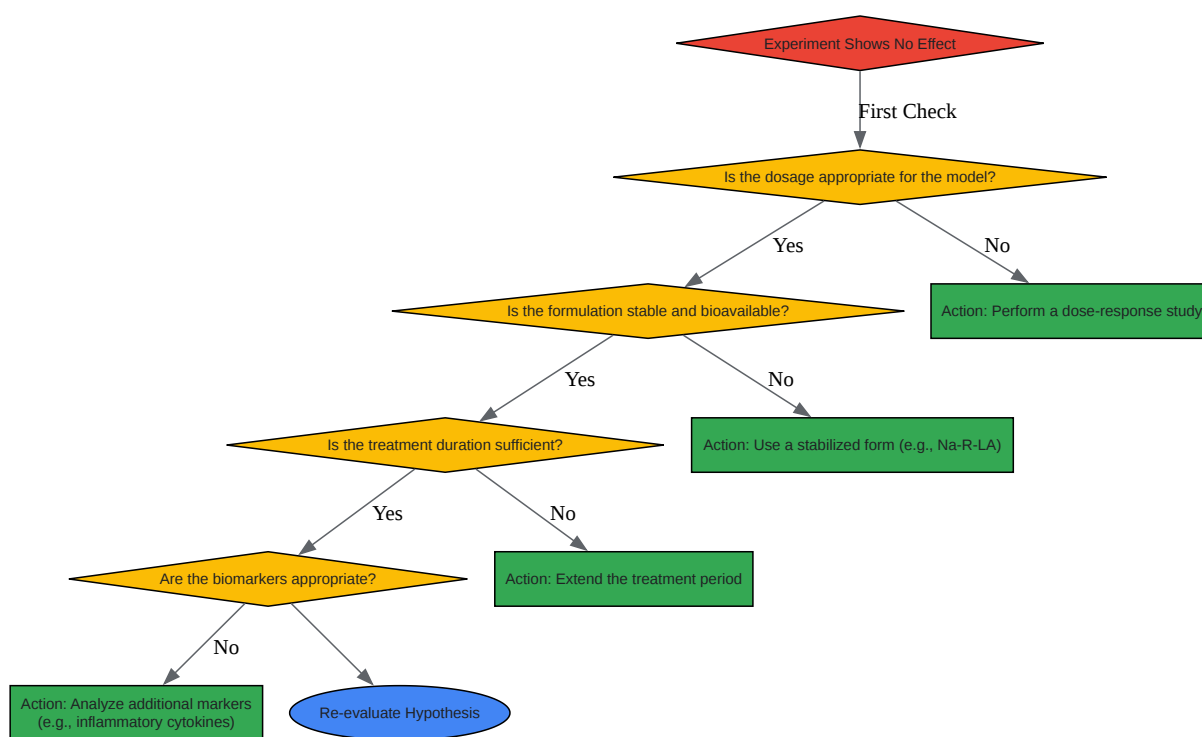 Experiment Shows No Effect
First Check
Is the dosage appropriate for the model?
Yes
No
Is the formulation stable and bioavailable?
Action: Perform a dose-response study
Yes
No
Is the treatment duration sufficient?
Action: Use a stabilized form (e.g., Na-R-LA)
Yes
No
Are the biomarkers appropriate?
Action: Extend the treatment period
No
Action: Analyze additional markers
(e.g., inflammatory cytokines)
Re-evaluate Hypothesis